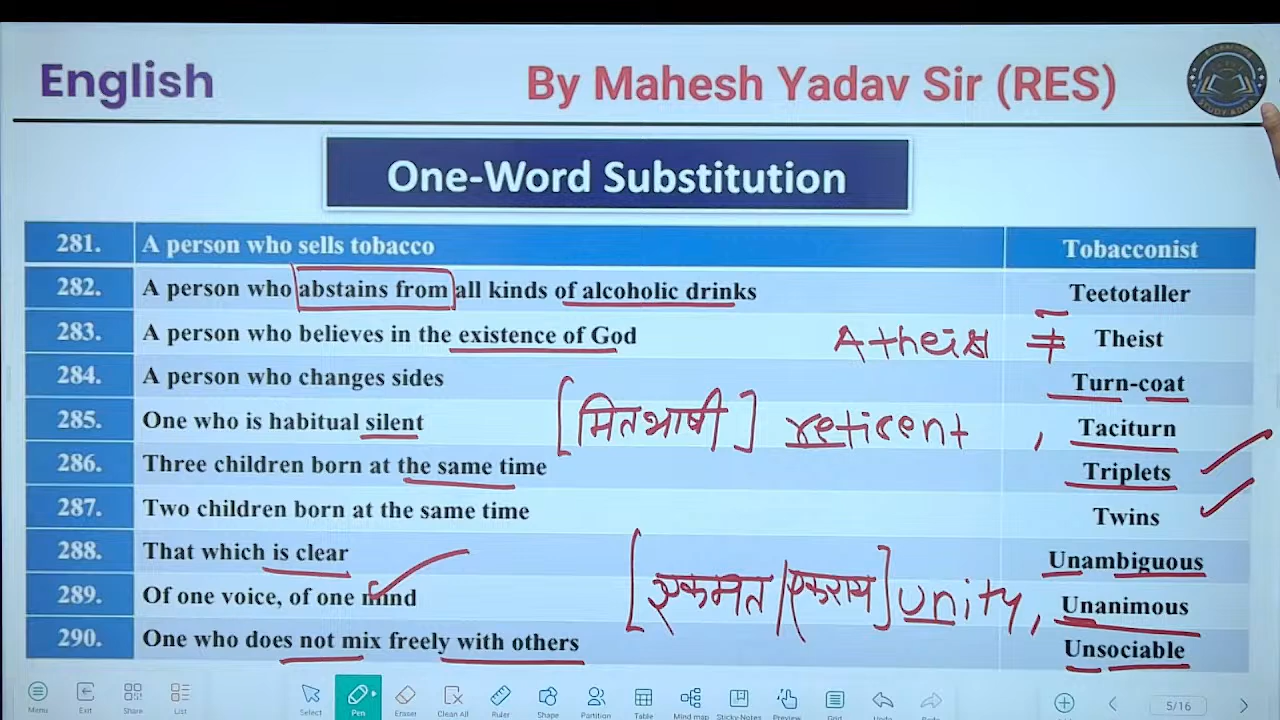 English
By Mahesh Yadav Sir (RES)
STUDY ADDA
One-Word Substitution
281. A person who sells tobacco Tobacconist
282. A person who abstains from all kinds of alcoholic drinks Teetotaller
283. A person who believes in the existence of God Atheist ≠ Theist
284. A person who changes sides Turn-coat
285. One who is habitual silent [मितभाषी] reticent , Taciturn
286. Three children born at the same time Triplets
287. Two children born at the same time Twins
288. That which is clear Unambiguous
289. Of one voice, of one mind [एकमत/एकराय] unity, Unanimous
290. One who does not mix freely with others Unsociable
Menu Exit Share List Select Pen Eraser Clean All Ruler Shape Partition Table Mind map Sticky Notes Preview Grid Undo Redo 5/16